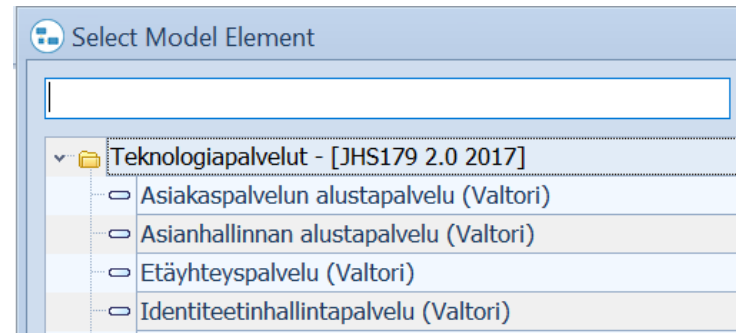 Select Model Element
Teknologiapalvelut - [JHS179 2.0 2017]
Asiakaspalvelun alustapalvelu (Valtori)
Asianhallinnan alustapalvelu (Valtori)
Etäyhteyspalvelu (Valtori)
Identiteetinhallintapalvelu (Valtori)